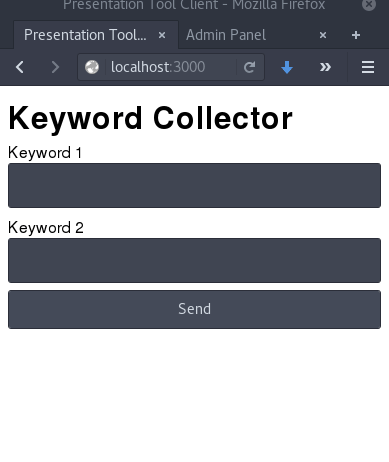 Presentation Tool Client - Mozilla Firefox
Presentation Tool... × Admin Panel × +
localhost:3000
Keyword Collector
Keyword 1
Keyword 2
Send